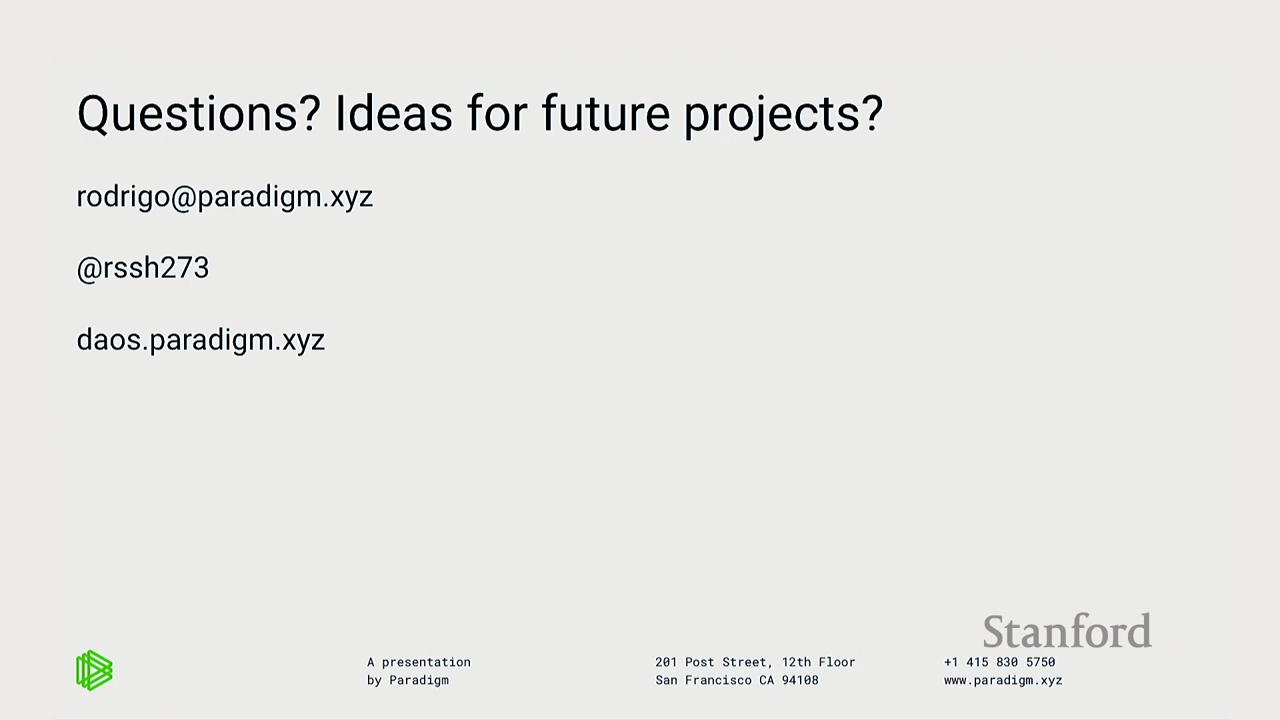 Questions? Ideas for future projects?
rodrigo@paradigm.xyz
@rssh273
daos.paradigm.xyz
Stanford
A presentation
by Paradigm
201 Post Street, 12th Floor
San Francisco CA 94108
+1 415 830 5750
www.paradigm.xyz